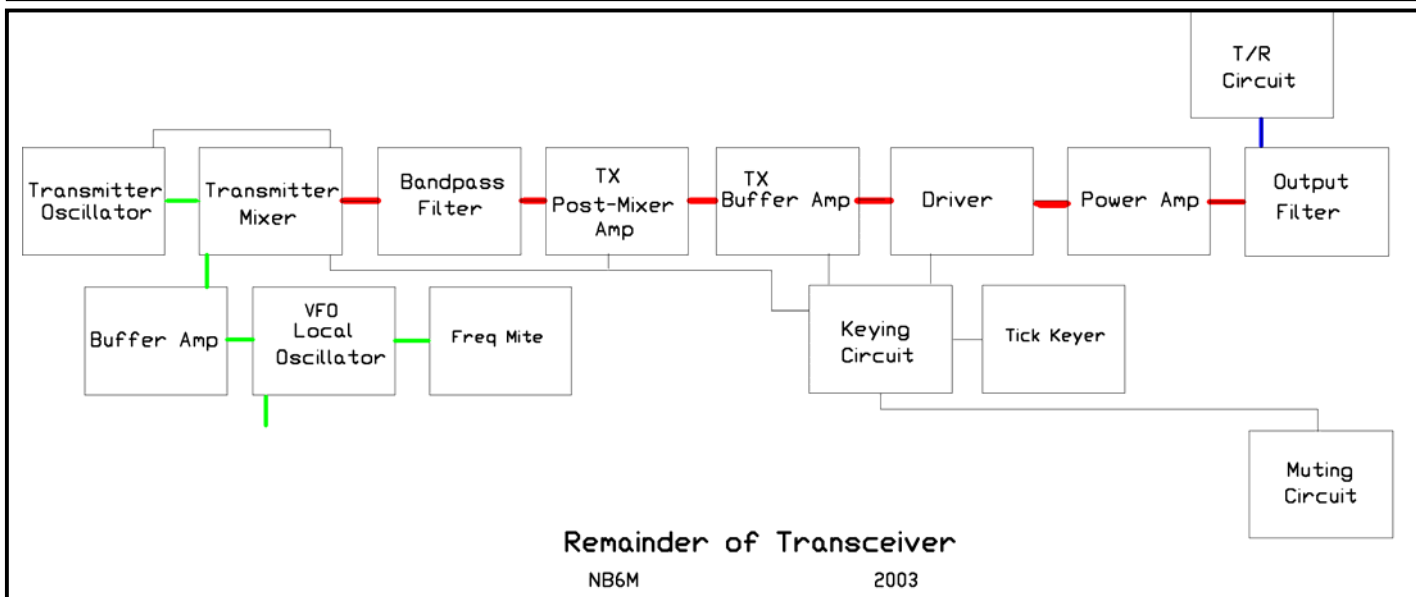 T/R
Circuit
Transmitter
Oscillator
Transmitter
Mixer
Bandpass
Filter
TX
Post-Mixer
Amp
TX
Buffer Amp
Driver
Power Amp
Output
Filter
Buffer Amp
VFO
Local
Oscillator
Freq Mite
Keying
Circuit
Tick Keyer
Muting
Circuit
Remainder of Transceiver
NB6M 2003